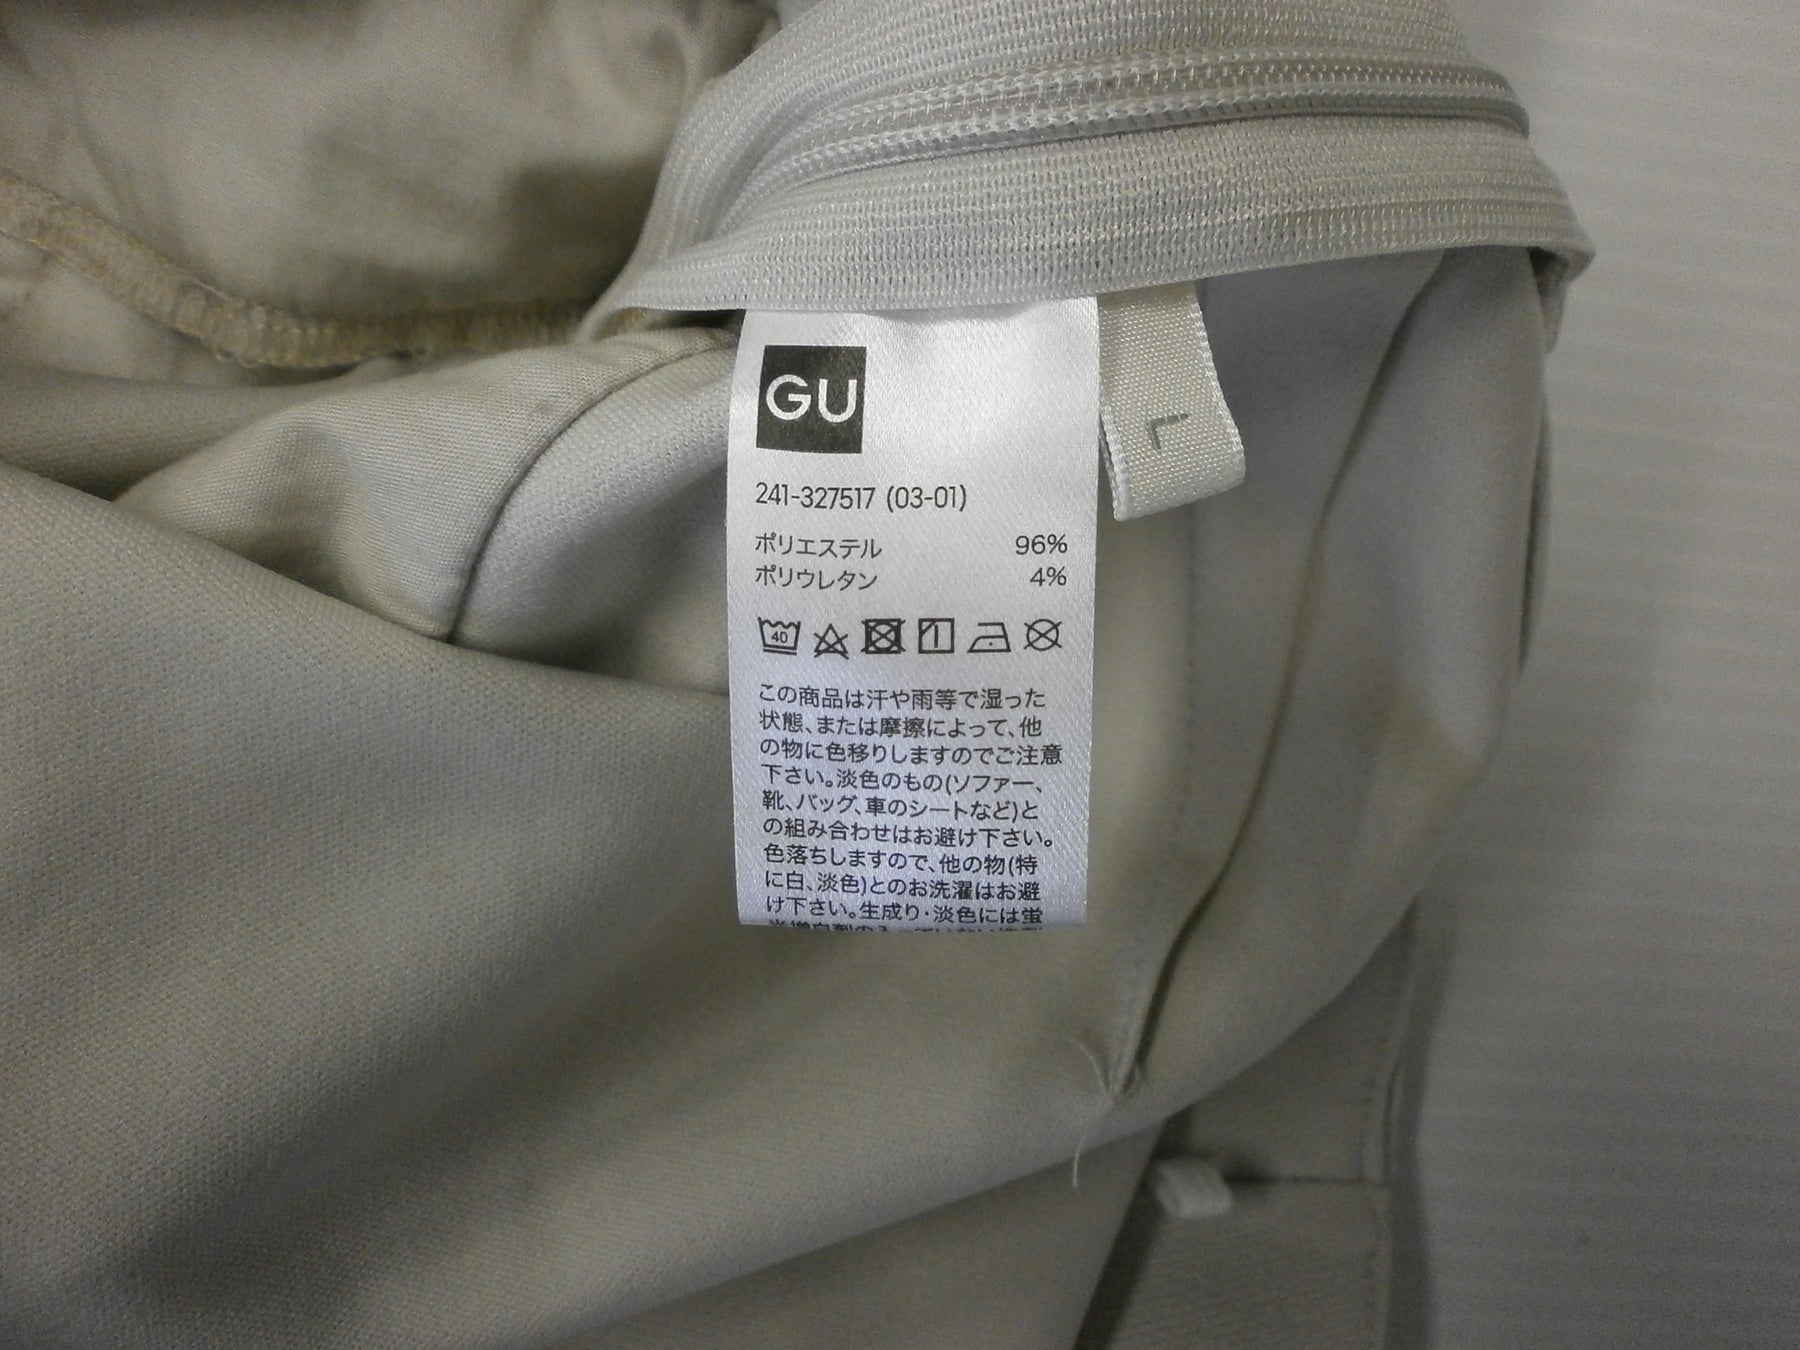 GU
L
241-327517 (03-01)
ポリエステル 96%
ポリウレタン 4%
40
この商品は汗や雨等で湿った
状態、または摩擦によって、他
の物に色移りしますのでご注意
下さい。淡色のもの(ソファー、
靴、バッグ、車のシートなど)と
の組み合わせはお避け下さい。
色落ちしますので、他の物(特
に白、淡色)とのお洗濯はお避
け下さい。生成り・淡色には蛍